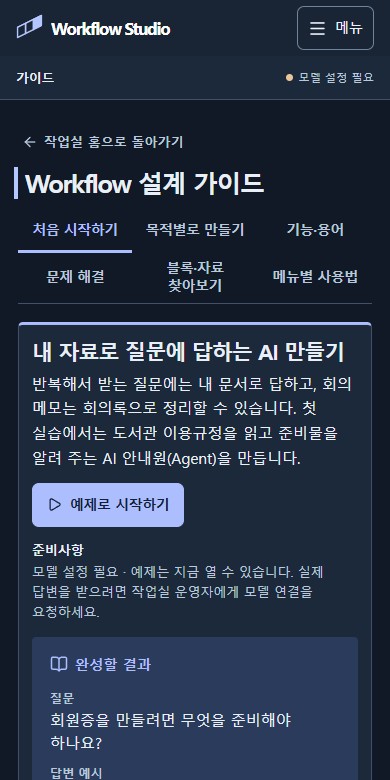 Workflow Studio
메뉴
가이드
모델 설정 필요
작업실 홈으로 돌아가기
Workflow 설계 가이드
처음 시작하기
목적별로 만들기
기능·용어
문제 해결
블록·자료
찾아보기
메뉴별 사용법
내 자료로 질문에 답하는 AI 만들기
반복해서 받는 질문에는 내 문서로 답하고, 회의
메모는 회의록으로 정리할 수 있습니다. 첫
실습에서는 도서관 이용규정을 읽고 준비물을
알려 주는 AI 안내원(Agent)을 만듭니다.
예제로 시작하기
준비사항
모델 설정 필요 · 예제는 지금 열 수 있습니다. 실제
답변을 받으려면 작업실 운영자에게 모델 연결을
요청하세요.
완성할 결과
질문
회원증을 만들려면 무엇을 준비해야
하나요?
답변 예시